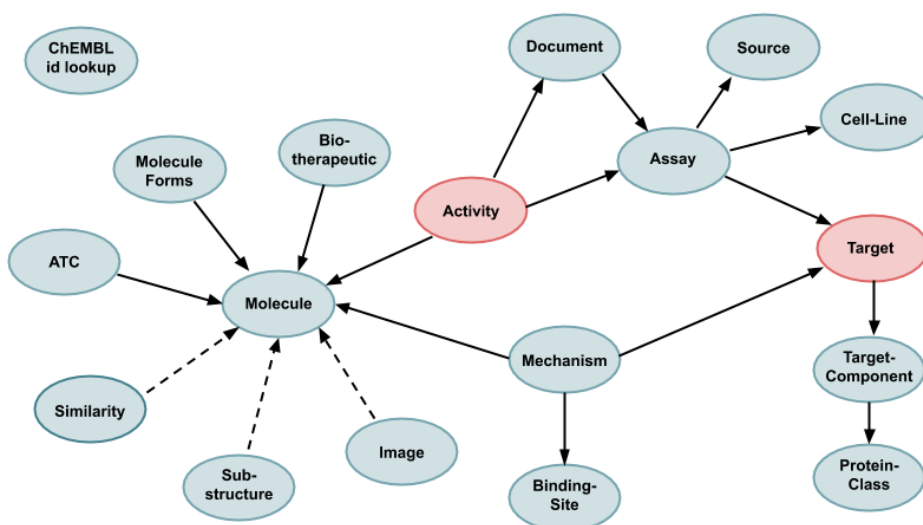 ChEMBL
id lookup
Document
Source
Cell-Line
Bio-
therapeutic
Molecule
Forms
Assay
Activity
ATC
Target
Molecule
Mechanism
Target-
Component
Similarity
Image
Sub-
structure
Binding-
Site
Protein-
Class